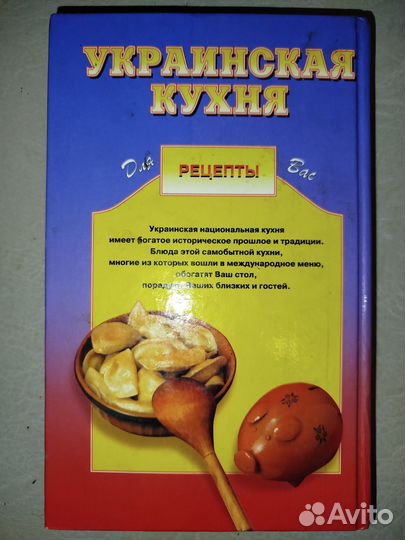 УКРАИНСКАЯ
КУХНЯ
Для РЕЦЕПТЫ Вас
Украинская национальная кухня
имеет богатое историческое прошлое и традиции.
Блюда этой самобытной кухни,
многие из которых вошли в международное меню,
обогатят Ваш стол,
Ваших близких и гостей.
Avito